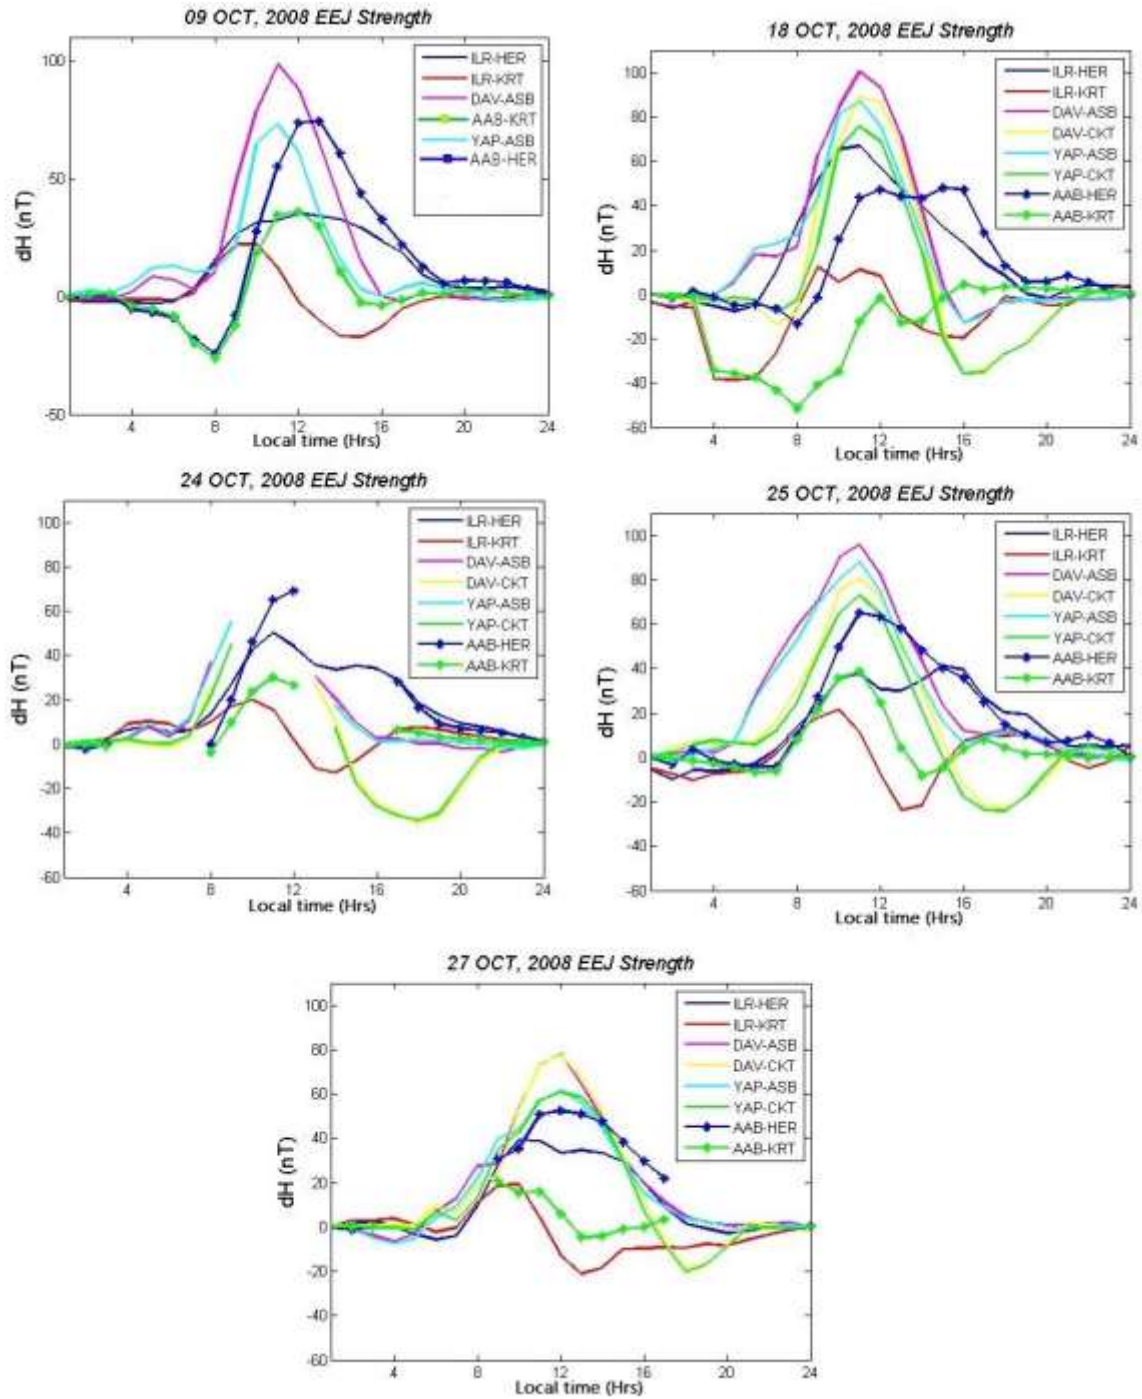 09 OCT, 2008 EEJ Strength
100
50
0
-50
dH (nT)
4 8 12 16 20 24
Local time (Hrs)
ILR-HER
ILR-KRT
DAV-ASB
AAB-KRT
YAP-ASB
AAB-HER
18 OCT, 2008 EEJ Strength
100
80
60
40
20
0
-20
-40
-60
dH (nT)
4 8 12 16 20 24
Local time (Hrs)
ILR-HER
ILR-KRT
DAV-ASB
DAV-CKT
YAP-ASB
YAP-CKT
AAB-HER
AAB-KRT
24 OCT, 2008 EEJ Strength
100
80
60
40
20
0
-20
-40
-60
dH (nT)
4 8 12 16 20 24
Local time (Hrs)
ILR-HER
ILR-KRT
DAV-ASB
DAV-CKT
YAP-ASB
YAP-CKT
AAB-HER
AAB-KRT
25 OCT, 2008 EEJ Strength
100
80
60
40
20
0
-20
-40
-60
dH (nT)
4 8 12 16 20 24
Local time (Hrs)
ILR-HER
ILR-KRT
DAV-ASB
DAV-CKT
YAP-ASB
YAP-CKT
AAB-HER
AAB-KRT
27 OCT, 2008 EEJ Strength
100
80
60
40
20
0
-20
-40
-60
dH (nT)
4 8 12 16 20 24
Local time (Hrs)
ILR-HER
ILR-KRT
DAV-ASB
DAV-CKT
YAP-ASB
YAP-CKT
AAB-HER
AAB-KRT